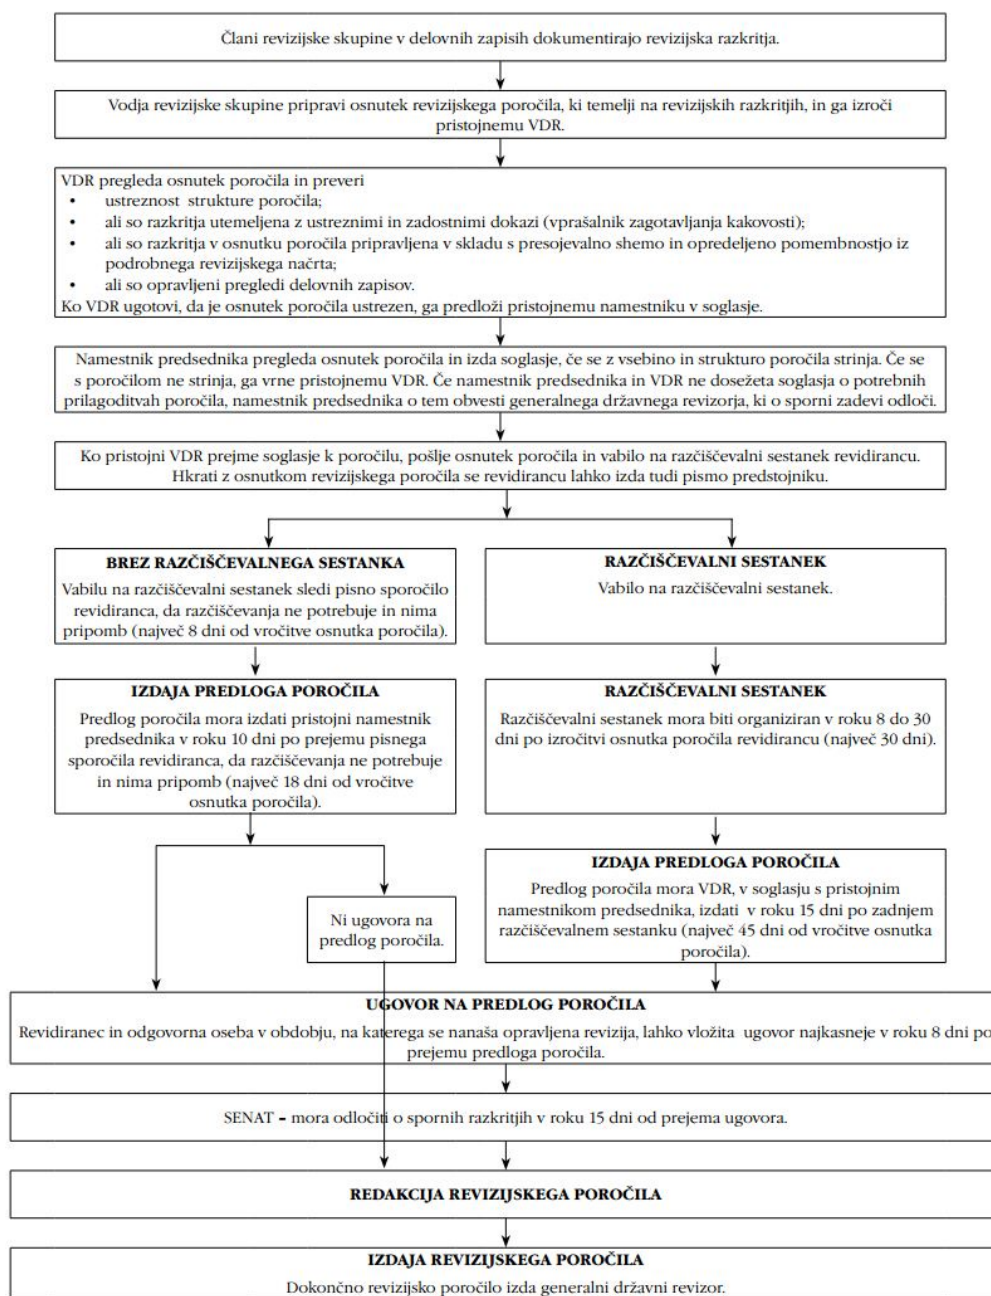 Člani revizijske skupine v delovnih zapisih dokumentirajo revizijska razkritja.
Vodja revizijske skupine pripravi osnutek revizijskega poročila, ki temelji na revizijskih razkritjih, in ga izroči
pristojnemu VDR.
VDR pregleda osnutek poročila in preveri
• ustreznost strukture poročila;
• ali so razkritja utemeljena z ustreznimi in zadostnimi dokazi (vprašalnik zagotavljanja kakovosti);
• ali so razkritja v osnutku poročila pripravljena v skladu s presojevalno shemo in opredeljeno pomembnostjo iz
podrobnega revizijskega načrta;
• ali so opravljeni pregledi delovnih zapisov.
Ko VDR ugotovi, da je osnutek poročila ustrezen, ga predloži pristojnemu namestniku v soglasje.
Namestnik predsednika pregleda osnutek poročila in izda soglasje, če se z vsebino in strukturo poročila strinja. Če se
s poročilom ne strinja, ga vrne pristojnemu VDR. Če namestnik predsednika in VDR ne dosežeta soglasja o potrebnih
prilagoditvah poročila, namestnik predsednika o tem obvesti generalnega državnega revizorja, ki o sporni zadevi odloči.
Ko pristojni VDR prejme soglasje k poročilu, pošlje osnutek poročila in vabilo na razčiščevalni sestanek revidirancu.
Hkrati z osnutkom revizijskega poročila se revidirancu lahko izda tudi pismo predstojniku.
BREZ RAZČIŠČEVALNEGA SESTANKA
Vabilu na razčiščevalni sestanek sledi pisno sporočilo
revidiranca, da razčiščevanja ne potrebuje in nima
pripomb (največ 8 dni od vročitve osnutka poročila).
RAZČIŠČEVALNI SESTANEK
Vabilo na razčiščevalni sestanek.
IZDAJA PREDLOGA POROČILA
Predlog poročila mora izdati pristojni namestnik
predsednika v roku 10 dni po prejemu pisnega
sporočila revidiranca, da razčiščevanja ne potrebuje
in nima pripomb (največ 18 dni od vročitve
osnutka poročila).
RAZČIŠČEVALNI SESTANEK
Razčiščevalni sestanek mora biti organiziran v roku 8 do 30
dni po izročitvi osnutka poročila revidirancu (največ 30 dni).
IZDAJA PREDLOGA POROČILA
Predlog poročila mora VDR, v soglasju s pristojnim
namestnikom predsednika, izdati v roku 15 dni po zadnjem
razčiščevalnem sestanku (največ 45 dni od vročitve osnutka
poročila).
Ni ugovora na
predlog poročila.
UGOVOR NA PREDLOG POROČILA
Revidiranec in odgovorna oseba v obdobju, na katerega se nanaša opravljena revizija, lahko vložita ugovor najkasneje v roku 8 dni po
prejemu predloga poročila.
SENAT – mora odločiti o spornih razkritjih v roku 15 dni od prejema ugovora.
REDAKCIJA REVIZIJSKEGA POROČILA
IZDAJA REVIZIJSKEGA POROČILA
Dokončno revizijsko poročilo izda generalni državni revizor.